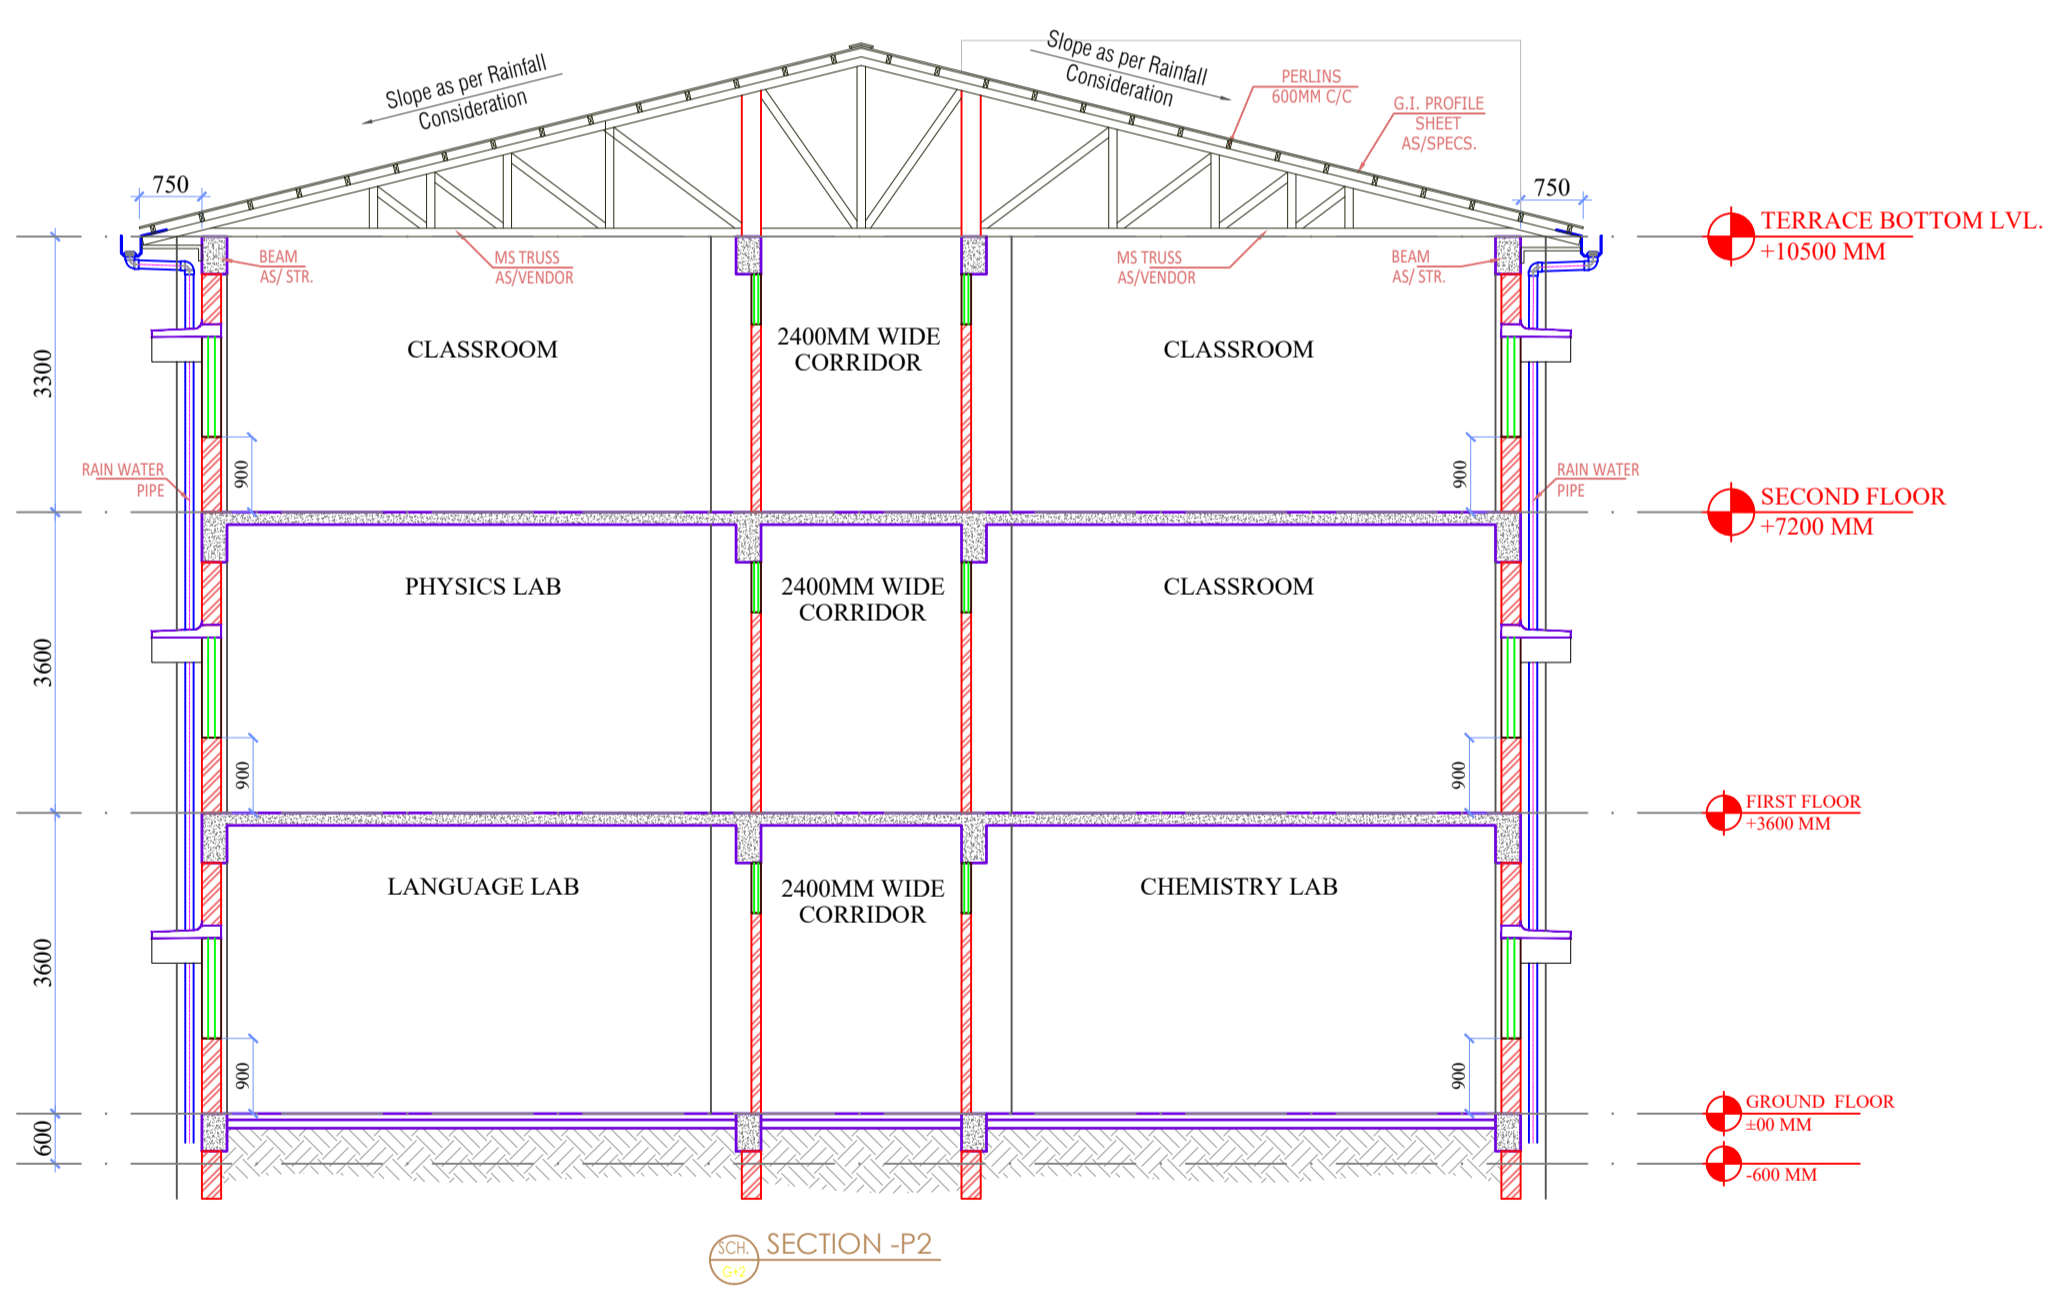 Slope as per Rainfall
Consideration
Slope as per Rainfall
Consideration
PERLINS
600MM C/C
G.I. PROFILE
SHEET
AS/SPECS.
750
750
TERRACE BOTTOM LVL.
+10500 MM
BEAM
AS/ STR.
MS TRUSS
AS/VENDOR
MS TRUSS
AS/VENDOR
BEAM
AS/ STR.
3300
CLASSROOM
2400MM WIDE
CORRIDOR
CLASSROOM
RAIN WATER
PIPE
900
900
RAIN WATER
PIPE
SECOND FLOOR
+7200 MM
3600
PHYSICS LAB
2400MM WIDE
CORRIDOR
CLASSROOM
900
900
FIRST FLOOR
+3600 MM
3600
LANGUAGE LAB
2400MM WIDE
CORRIDOR
CHEMISTRY LAB
900
900
GROUND FLOOR
±00 MM
600
-600 MM
SCH.
G+2
SECTION -P2